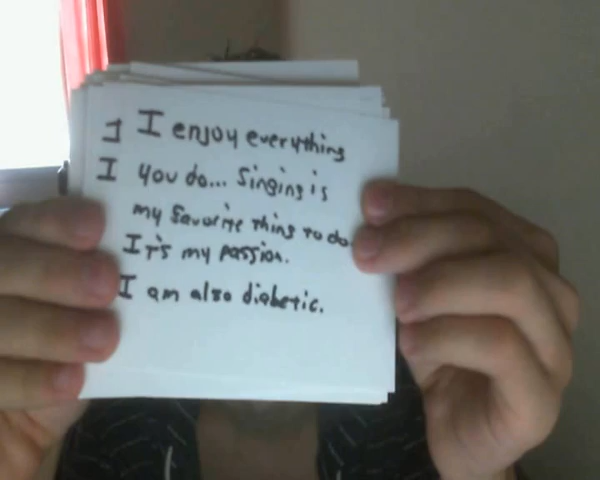 1 I enjoy everything
I you do... Singing is
my favorite thing to do
It's my passion.
I am also diabetic.